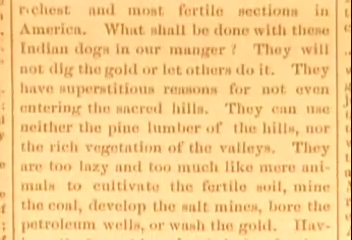 richest and most fertile sections in
America. What shall be done with these
Indian dogs in our manger? They will
not dig the gold or let others do it. They
have superstitious reasons for not even
entering the sacred hills. They can use
neither the pine lumber of the hills, nor
the rich vegetation of the valleys. They
are too lazy and too much like mere ani-
mals to cultivate the fertile soil, mine
the coal, develop the salt mines, bore the
petroleum wells, or wash the gold. Hav-